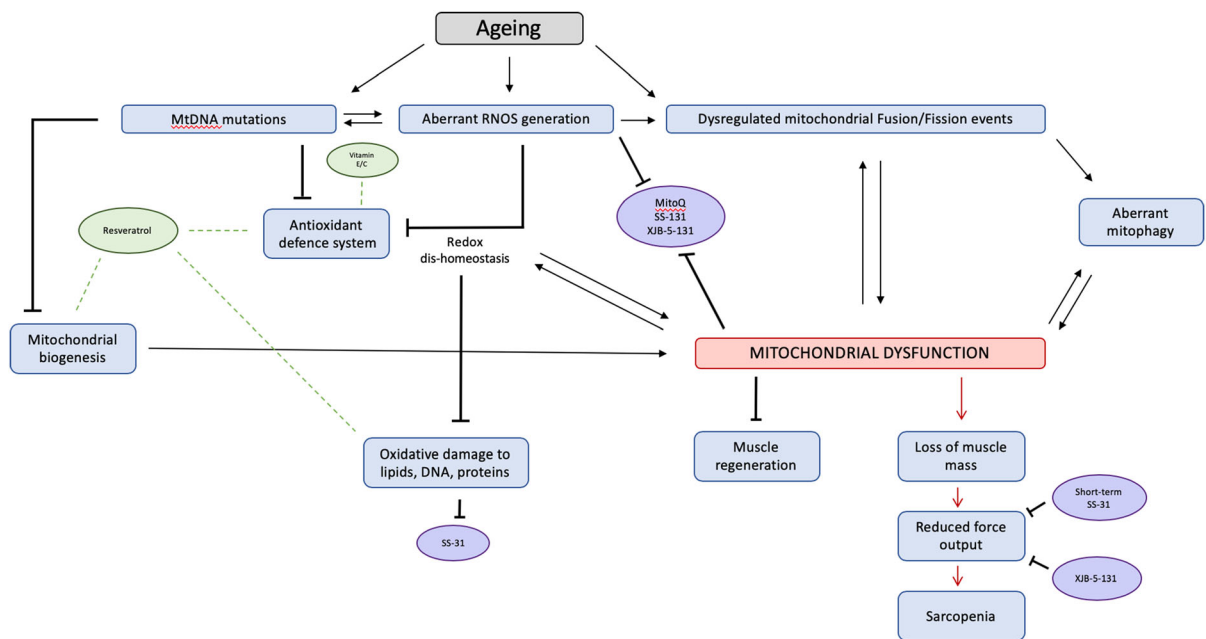 Ageing
MtDNA mutations
Aberrant RNOS generation
Dysregulated mitochondrial Fusion/Fission events
Vitamin
E/C
MitoQ
SS-131
XJB-5-131
Aberrant
mitophagy
Resveratrol
Antioxidant
defence system
Redox
dis-homeostasis
Mitochondrial
biogenesis
MITOCHONDRIAL DYSFUNCTION
Oxidative damage to
lipids, DNA, proteins
Muscle
regeneration
Loss of muscle
mass
Short-term
SS-31
Reduced force
output
SS-31
XJB-5-131
Sarcopenia